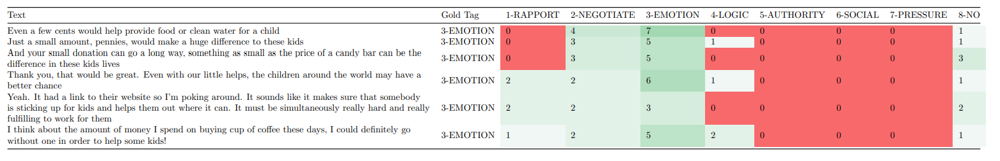 Text Gold Tag 1-RAPPORT 2-NEGOTIATE 3-EMOTION 4-LOGIC 5-AUTHORITY 6-SOCIAL 7-PRESSURE 8-NO
Even a few cents would help provide food or clean water for a child 3-EMOTION 0 4 7 0 0 0 0 1
Just a small amount, pennies, would make a huge difference to these kids 3-EMOTION 0 3 5 1 0 0 0 1
And your small donation can go a long way, something as small as the price of a candy bar can be the
difference in these kids lives 3-EMOTION 0 3 5 0 0 0 0 3
Thank you, that would be great. Even with our little helps, the children around the world may have a
better chance 3-EMOTION 2 2 6 1 0 0 0 1
Yeah. It had a link to their website so I'm poking around. It sounds like it makes sure that somebody
is sticking up for kids and helps them out where it can. It must be simultaneously really hard and really 3-EMOTION 2 2 3 0 0 0 0 2
fulfilling to work for them
I think about the amount of money I spend on buying cup of coffee these days, I could definitely go
without one in order to help some kids! 3-EMOTION 1 2 5 2 0 0 0 1